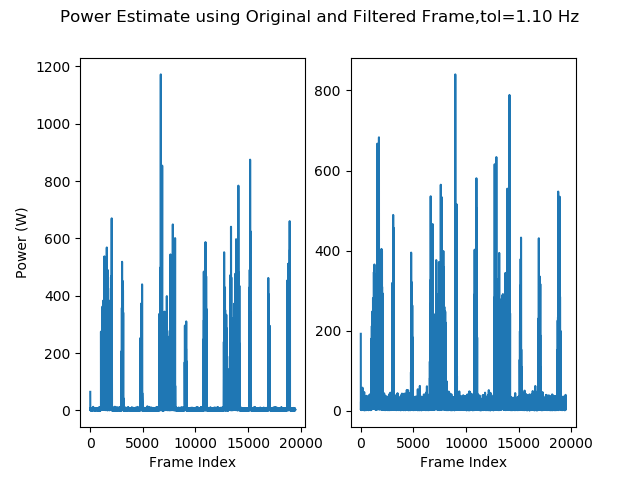 Power Estimate using Original and Filtered Frame,tol=1.10 Hz
Power (W)
1200
1000
800
600
400
200
0
0 5000 10000 15000 20000
Frame Index
800
600
400
200
0
0 5000 10000 15000 20000
Frame Index